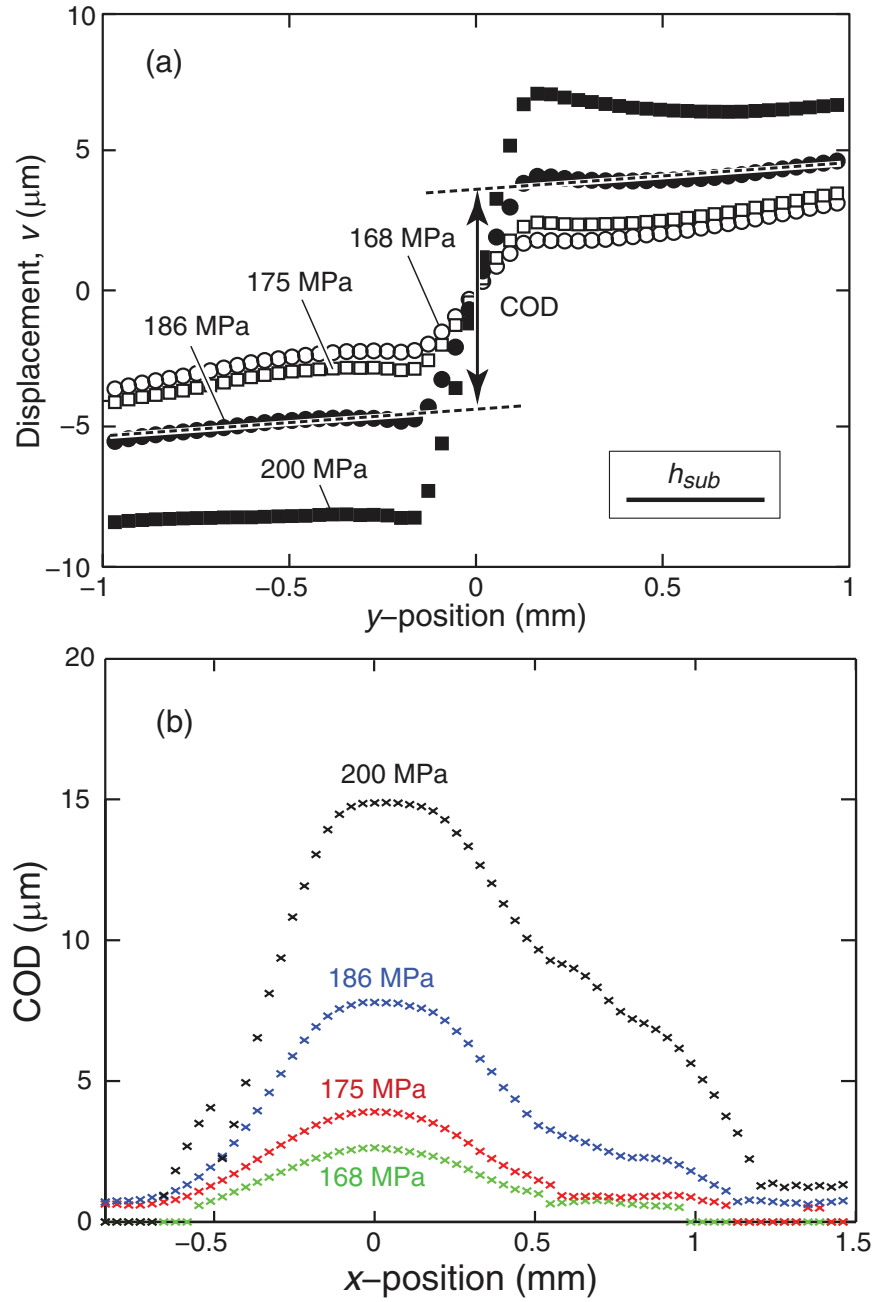 10
(a)
5
Displacement, v (μm)
168 MPa
175 MPa
0
COD
186 MPa
−5
200 MPa
h_sub
−10
−1
−0.5
0
0.5
1
y–position (mm)
20
(b)
200 MPa
15
COD (μm)
10
186 MPa
5
175 MPa
168 MPa
0
−0.5
0
0.5
1
1.5
x–position (mm)